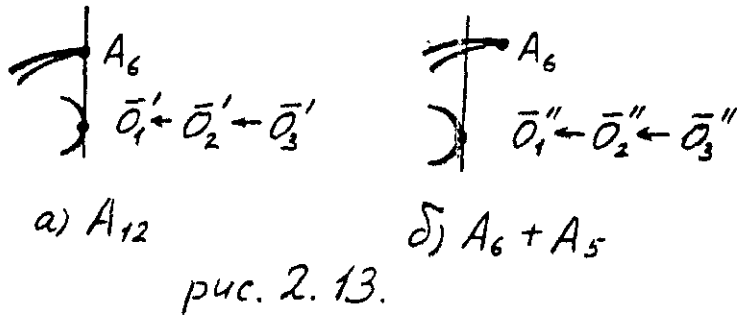 A₆ A₆
Ō₁′ ← Ō₂′ ← Ō₃′ Ō₁″ ← Ō₂″ ← Ō₃″
а) A₁₂ б) A₆ + A₅
рис. 2.13.